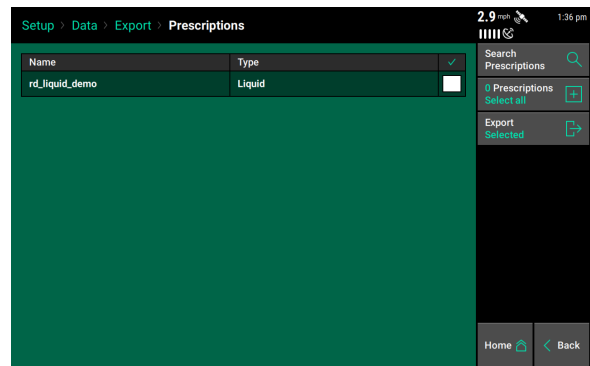 Setup > Data > Export > Prescriptions
2.9 mph
1:36 pm
Name Type ✓
rd_liquid_demo Liquid
Search
Prescriptions
0 Prescriptions
Select all
Export
Selected
Home
< Back